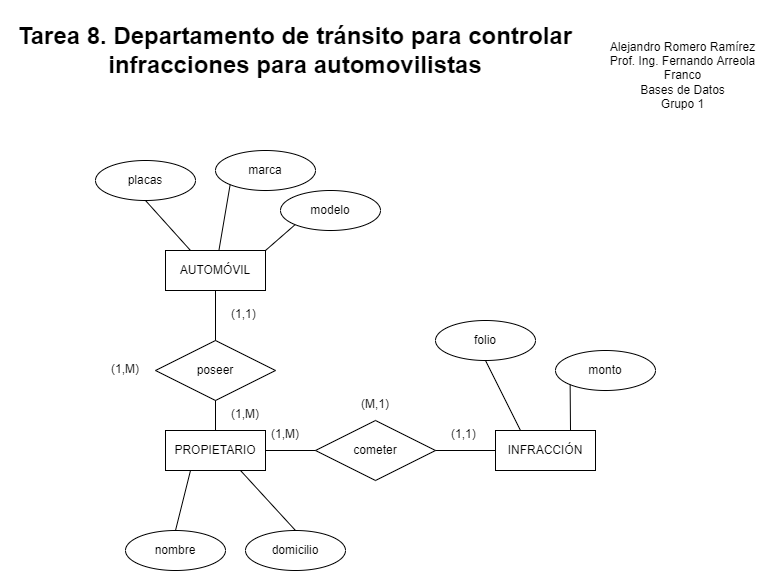 Tarea 8. Departamento de tránsito para controlar
infracciones para automovilistas
Alejandro Romero Ramírez
Prof. Ing. Fernando Arreola
Franco
Bases de Datos
Grupo 1
placas
marca
modelo
AUTOMÓVIL
(1,1)
(1,M)
poseer
(1,M)
folio
monto
(M,1)
PROPIETARIO
(1,M)
cometer
(1,1)
INFRACCIÓN
nombre
domicilio